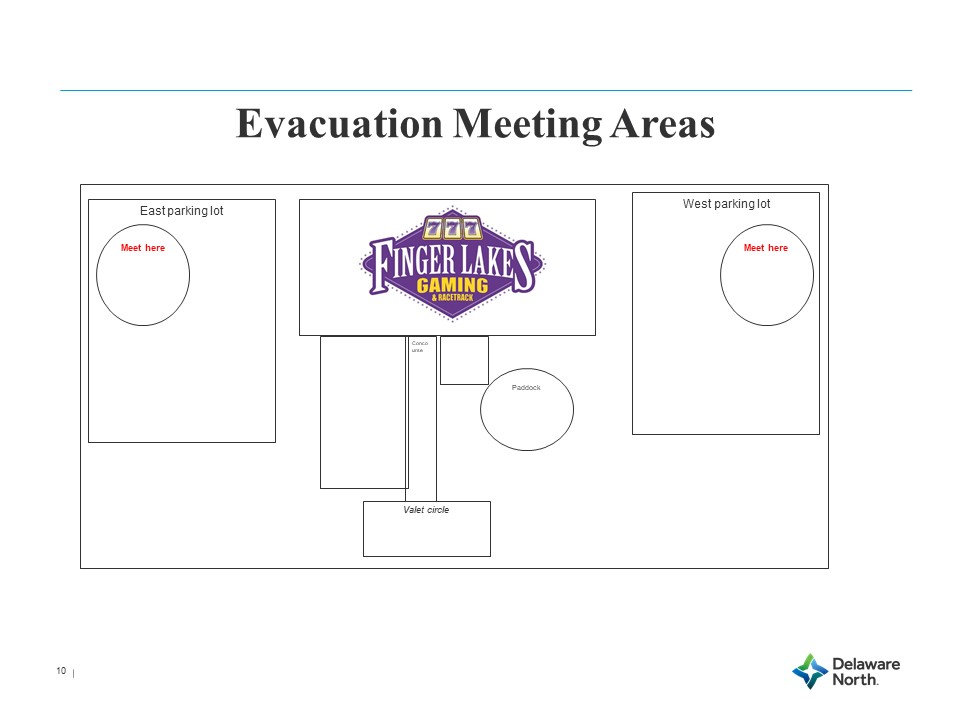 Evacuation Meeting Areas
East parking lot
West parking lot
Meet here
Meet here
777
FINGER LAKES
GAMING
& RACETRACK
Conco
urse
Paddock
Valet circle
10
Delaware
North.